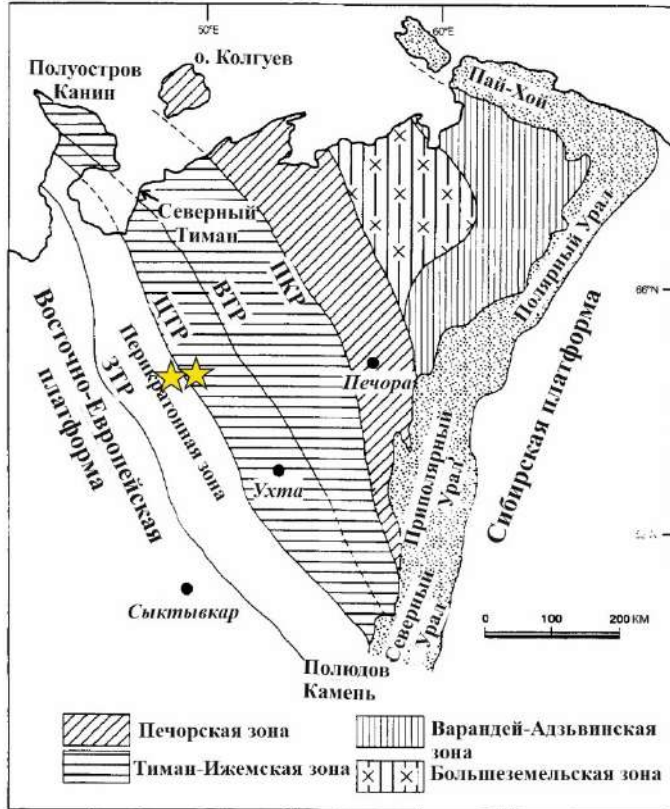 50°E
60°E
о. Колгуев
Полуостров
Канин
Пай-Хой
Северный
Тиман
Полярный Урал
66°N
ПКР
ВТР
ЦТР
ЗТР
Перикратонная зона
Восточно-Европейская
платформа
Печора
Сибирская платформа
Приполярный
Урал
Ухта
Сыктывкар
Северный
Урал
0 100 200 КМ
Полюдов
Камень
Печорская зона
Варандей-Адзьвинская
зона
Тиман-Ижемская зона
Большеземельская зона